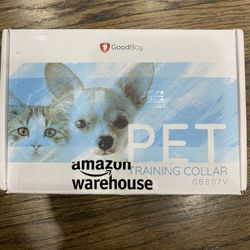 GoodBoy
PET
TRAINING COLLAR
GB807V
amazon
warehouse